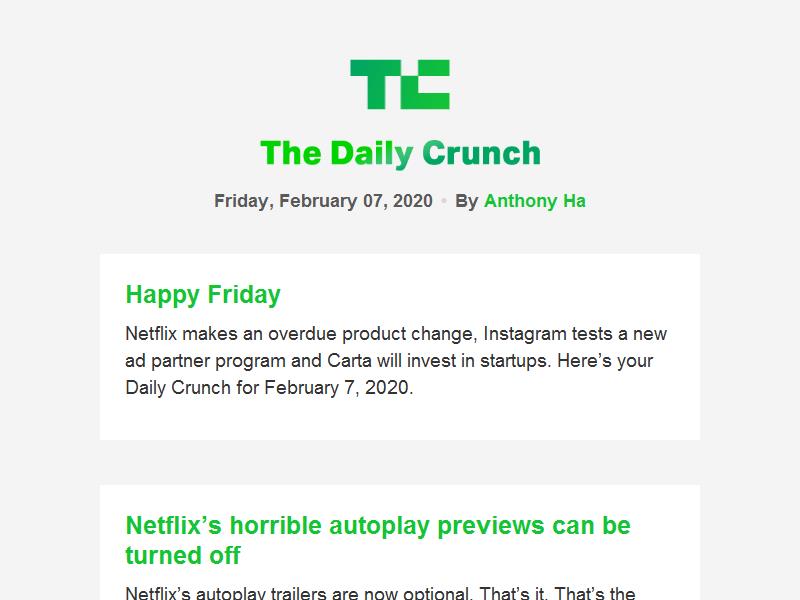 TC
The Daily Crunch
Friday, February 07, 2020 • By Anthony Ha
Happy Friday
Netflix makes an overdue product change, Instagram tests a new
ad partner program and Carta will invest in startups. Here’s your
Daily Crunch for February 7, 2020.
Netflix’s horrible autoplay previews can be
turned off
Netflix’s autoplay trailers are now optional. That’s it. That’s the